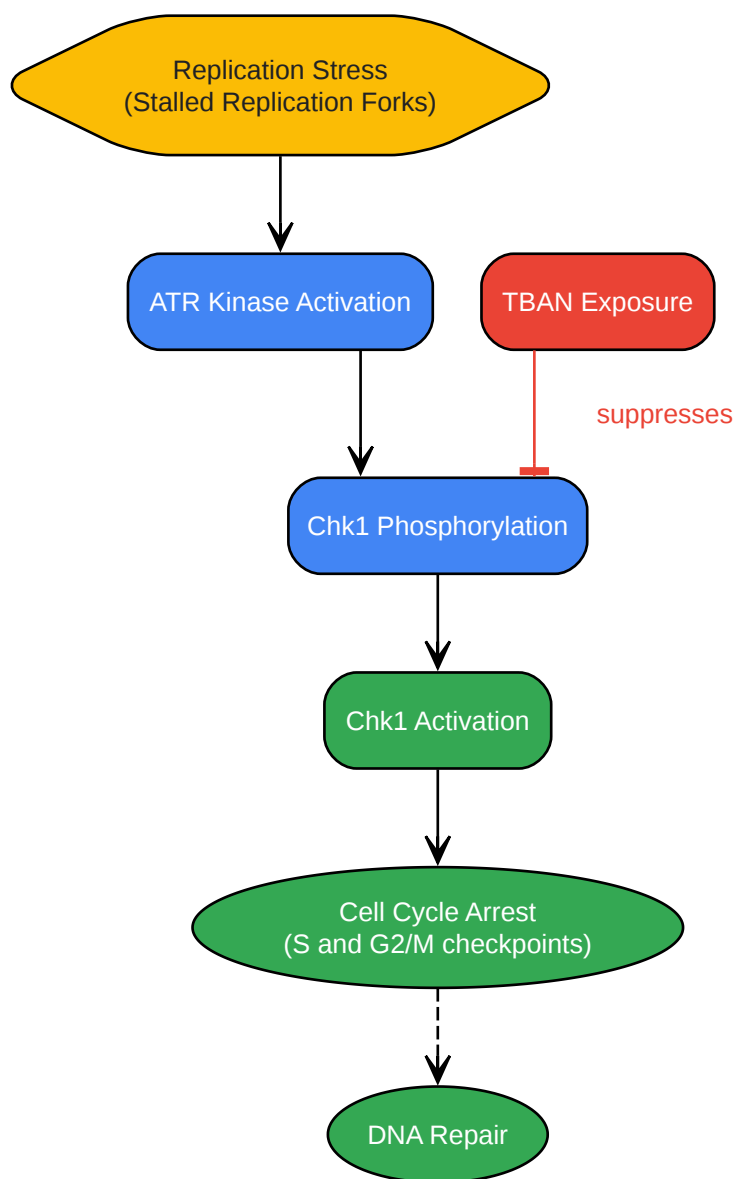 Replication Stress
(Stalled Replication Forks)
ATR Kinase Activation
TBAN Exposure
suppresses
Chk1 Phosphorylation
Chk1 Activation
Cell Cycle Arrest
(S and G2/M checkpoints)
DNA Repair